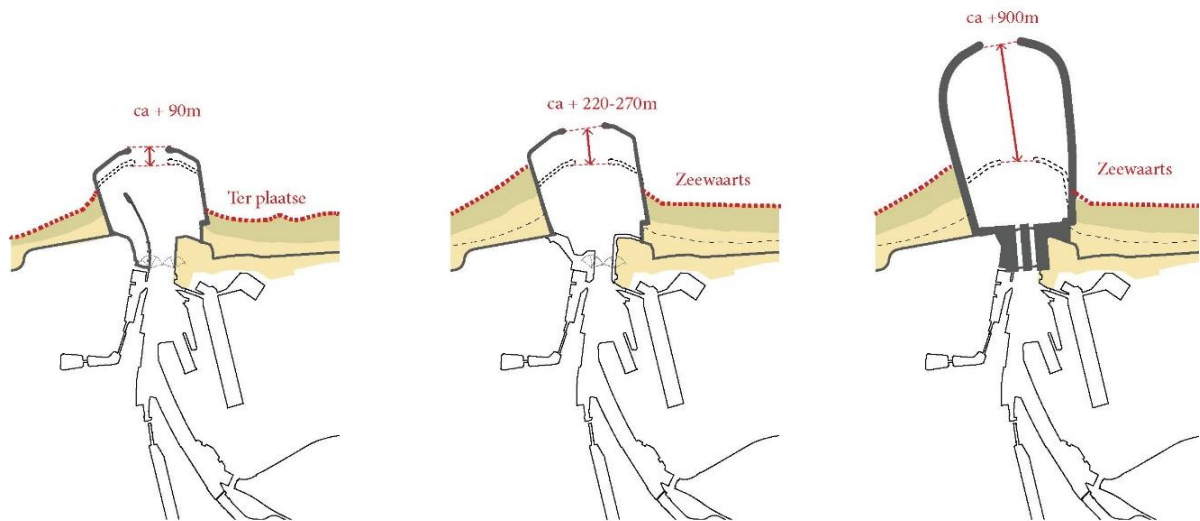 ca + 90m
Ter plaatse
ca + 220-270m
Zeewaarts
ca +900m
Zeewaarts